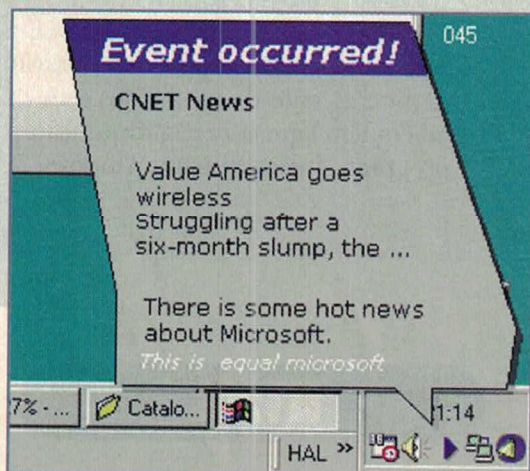 045
Event occurred!
CNET News
Value America goes
wireless
Struggling after a
six-month slump, the ...
There is some hot news
about Microsoft.
This is equal microsoft
7% - ...
Catalo...
1:14
HAL »